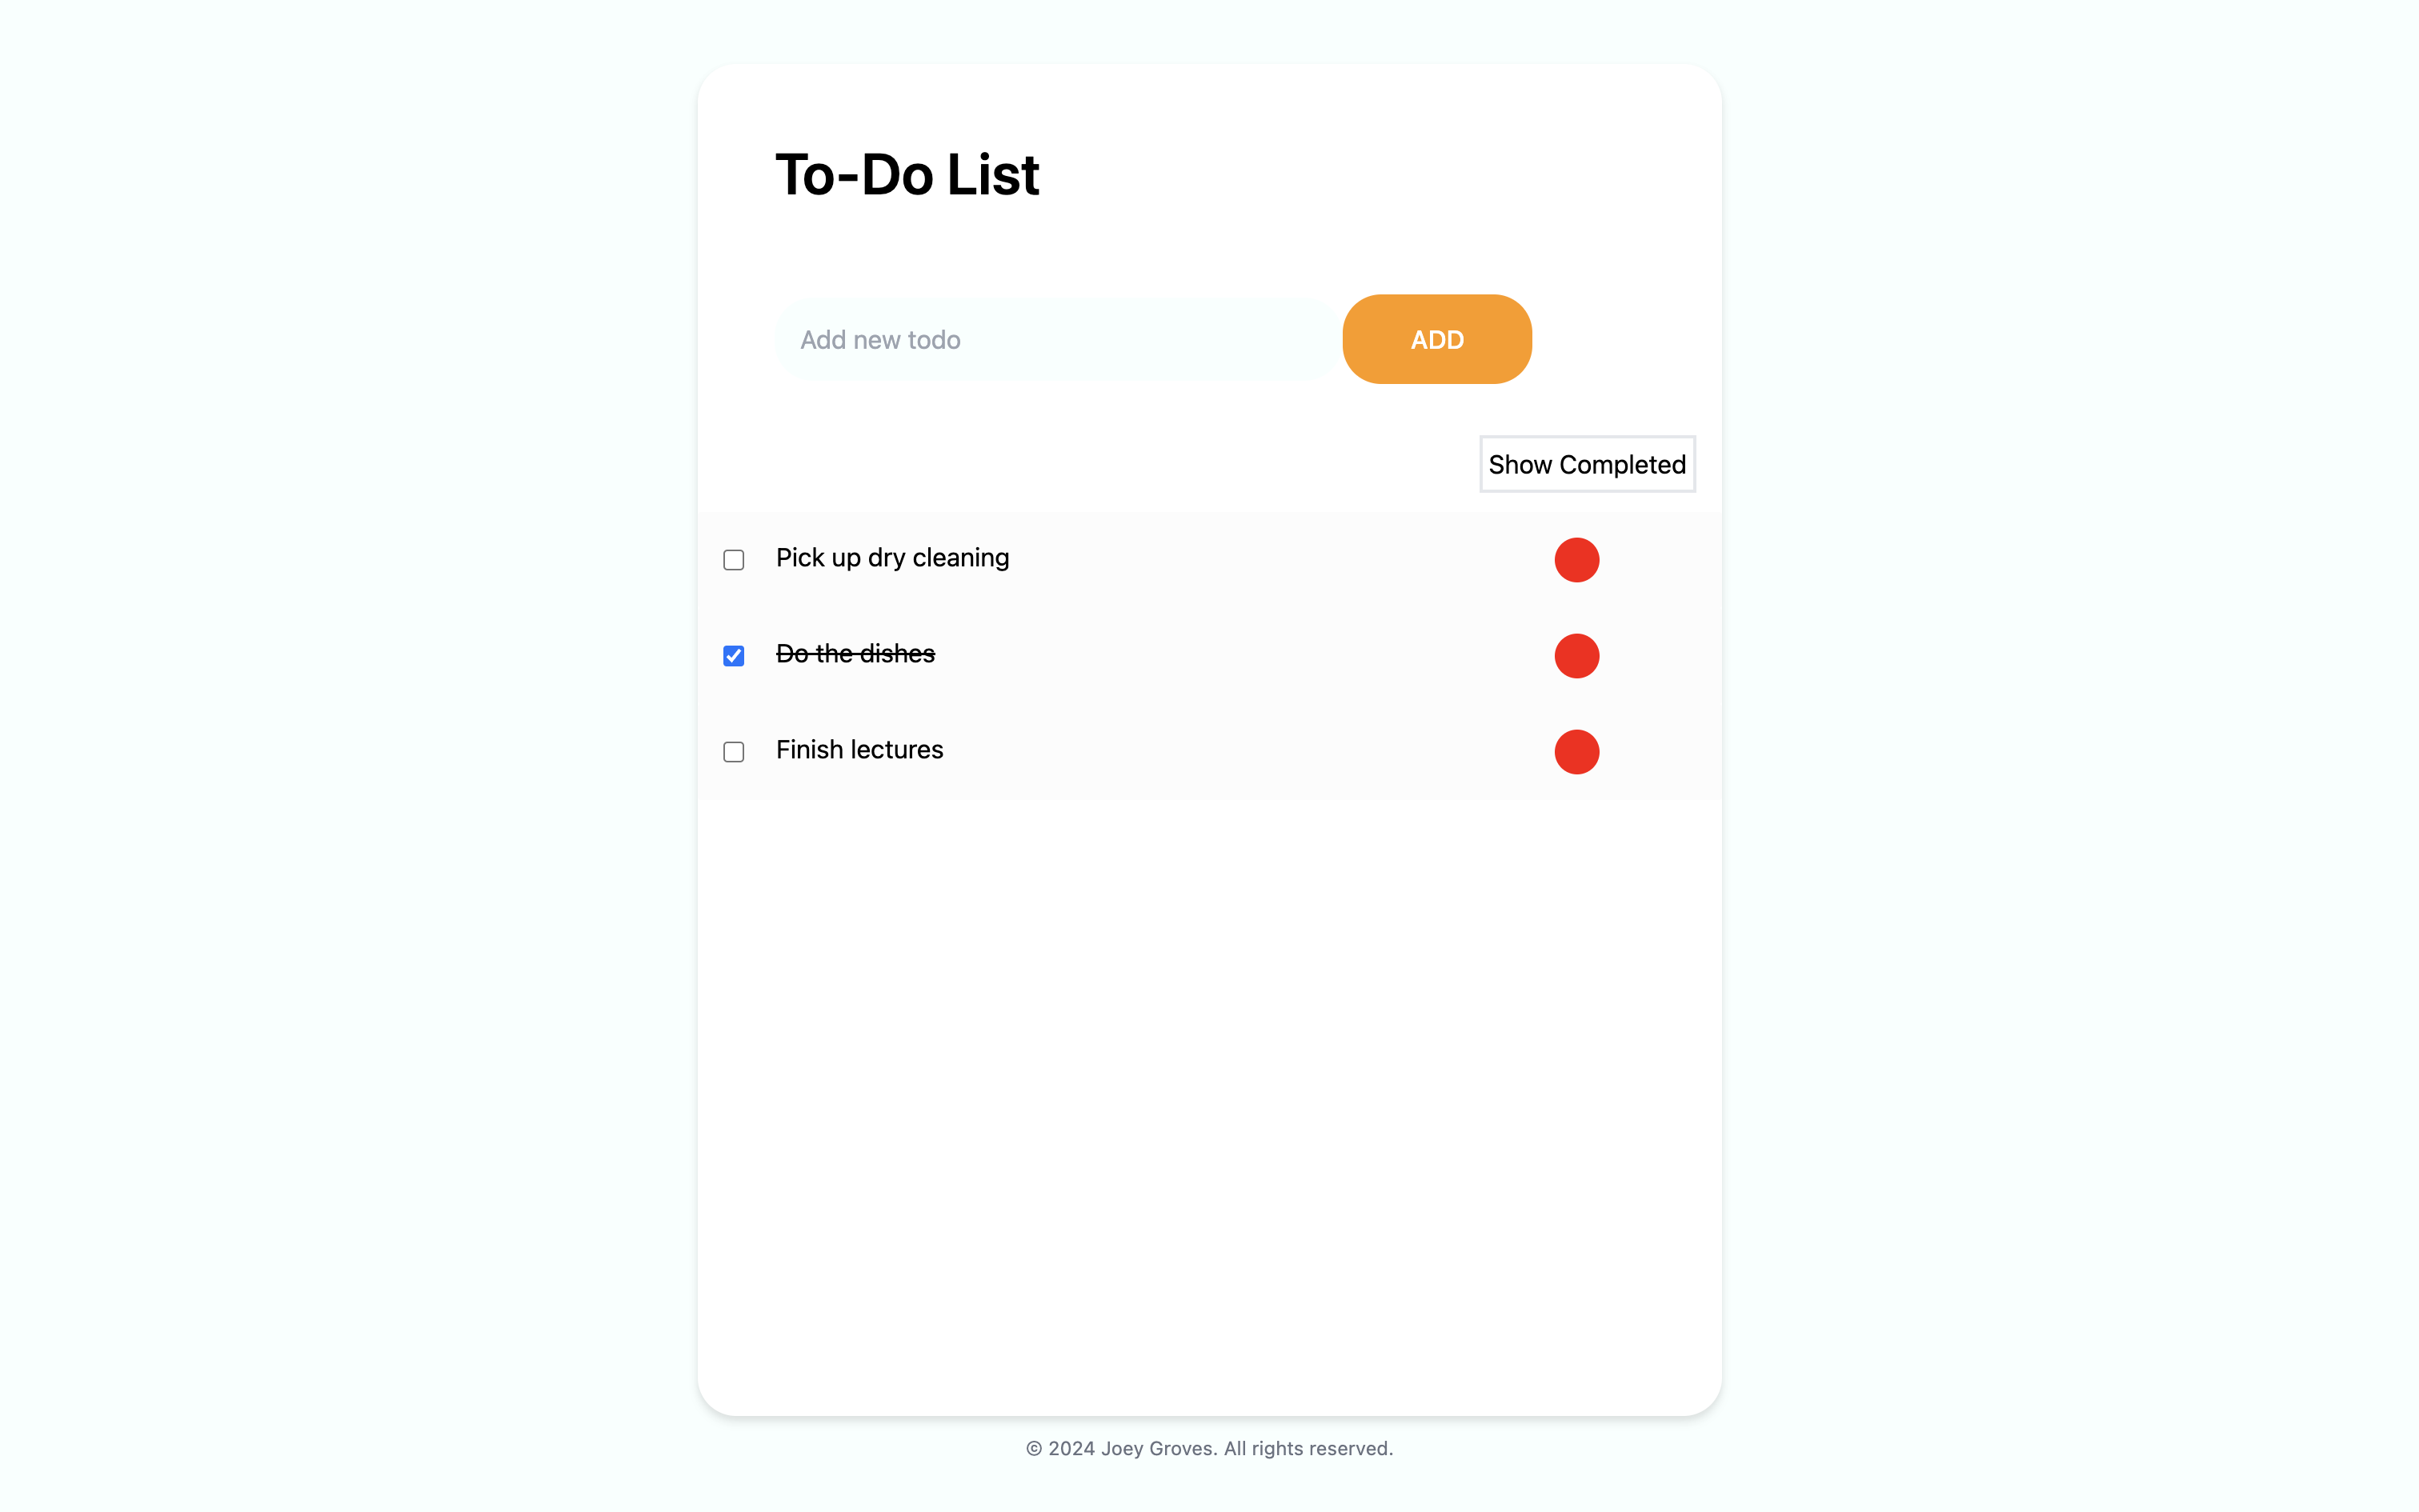 To-Do List
Add new todo
ADD
Show Completed
Pick up dry cleaning
Do the dishes
Finish lectures
© 2024 Joey Groves. All rights reserved.